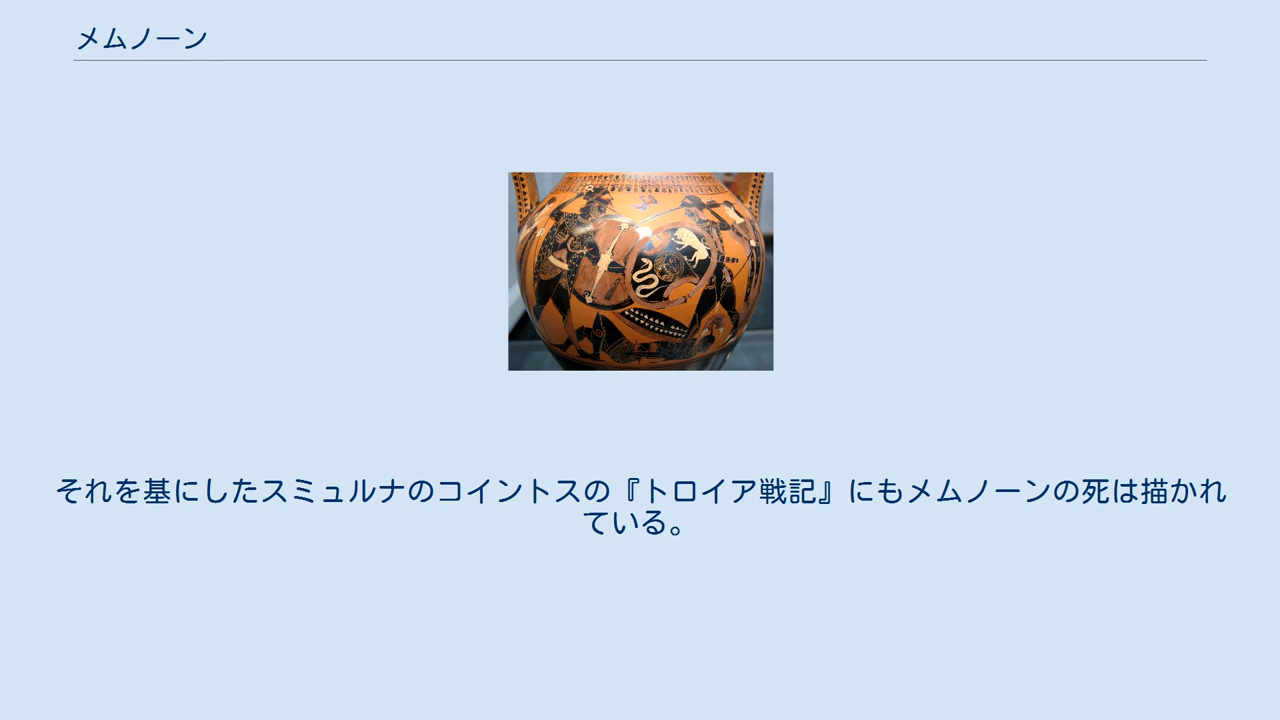 メムノーン
それを基にしたスミュルナのコイントスの『トロイア戦記』にもメムノーンの死は描かれ
ている。